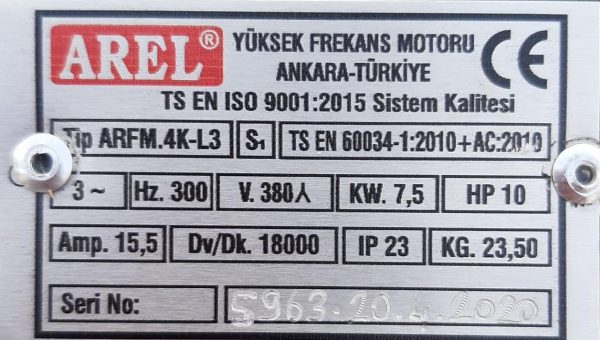 AREL® YÜKSEK FREKANS MOTORU
ANKARA-TÜRKİYE CE
TS EN ISO 9001:2015 Sistem Kalitesi
Tip ARFM.4K-L3 S₁ TS EN 60034-1:2010+AC:2010
3~ Hz. 300 V. 380⅄ KW. 7,5 HP 10
Amp. 15,5 Dv/Dk. 18000 IP 23 KG. 23,50
Seri No: 5963-20.4.2020